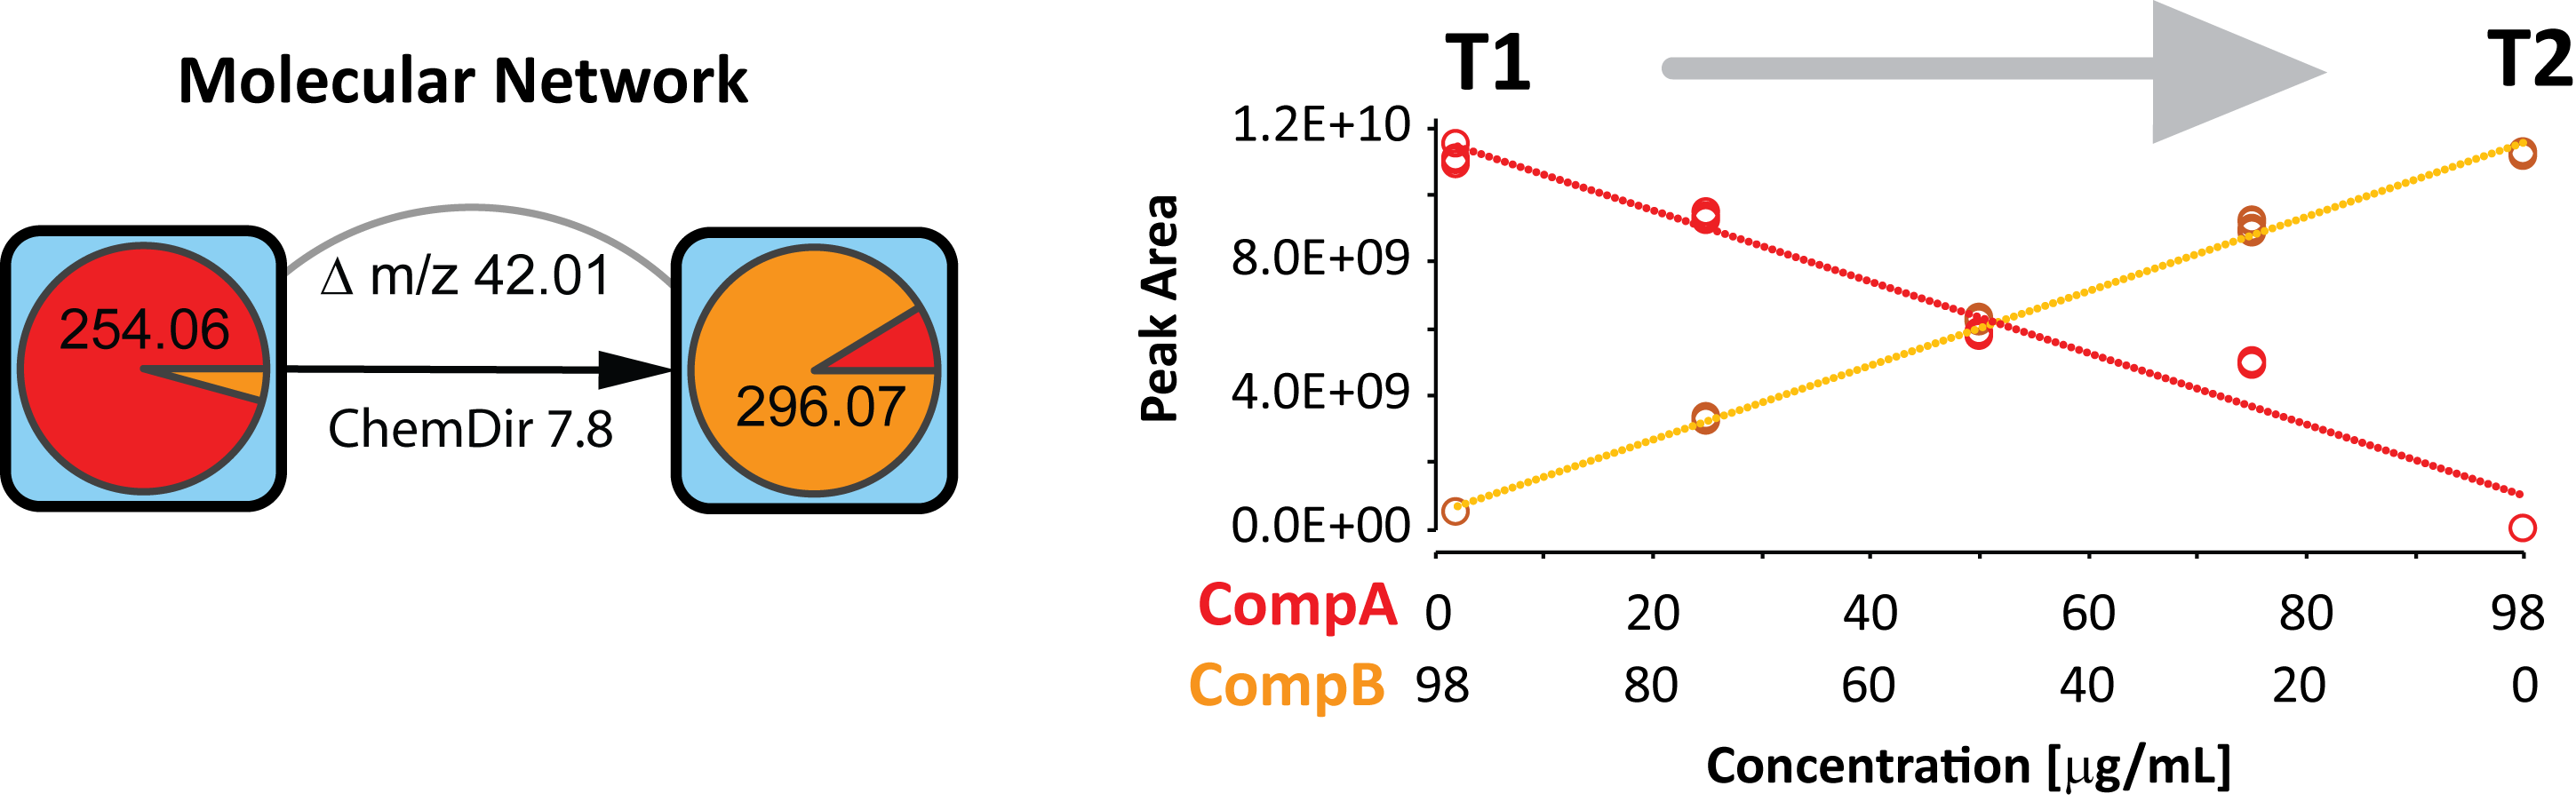 Molecular Network
254.06
Δ m/z 42.01
ChemDir 7.8
296.07
T1
T2
Peak Area
1.2E+10
8.0E+09
4.0E+09
0.0E+00
CompA 0 20 40 60 80 98
CompB 98 80 60 40 20 0
Concentration [μg/mL]